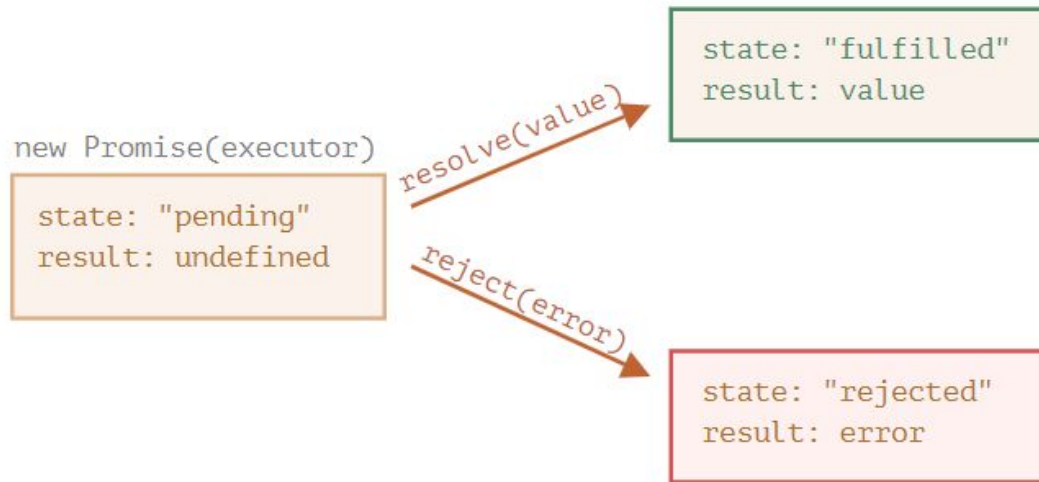 new Promise(executor)
state: "pending"
result: undefined
resolve(value)
state: "fulfilled"
result: value
reject(error)
state: "rejected"
result: error